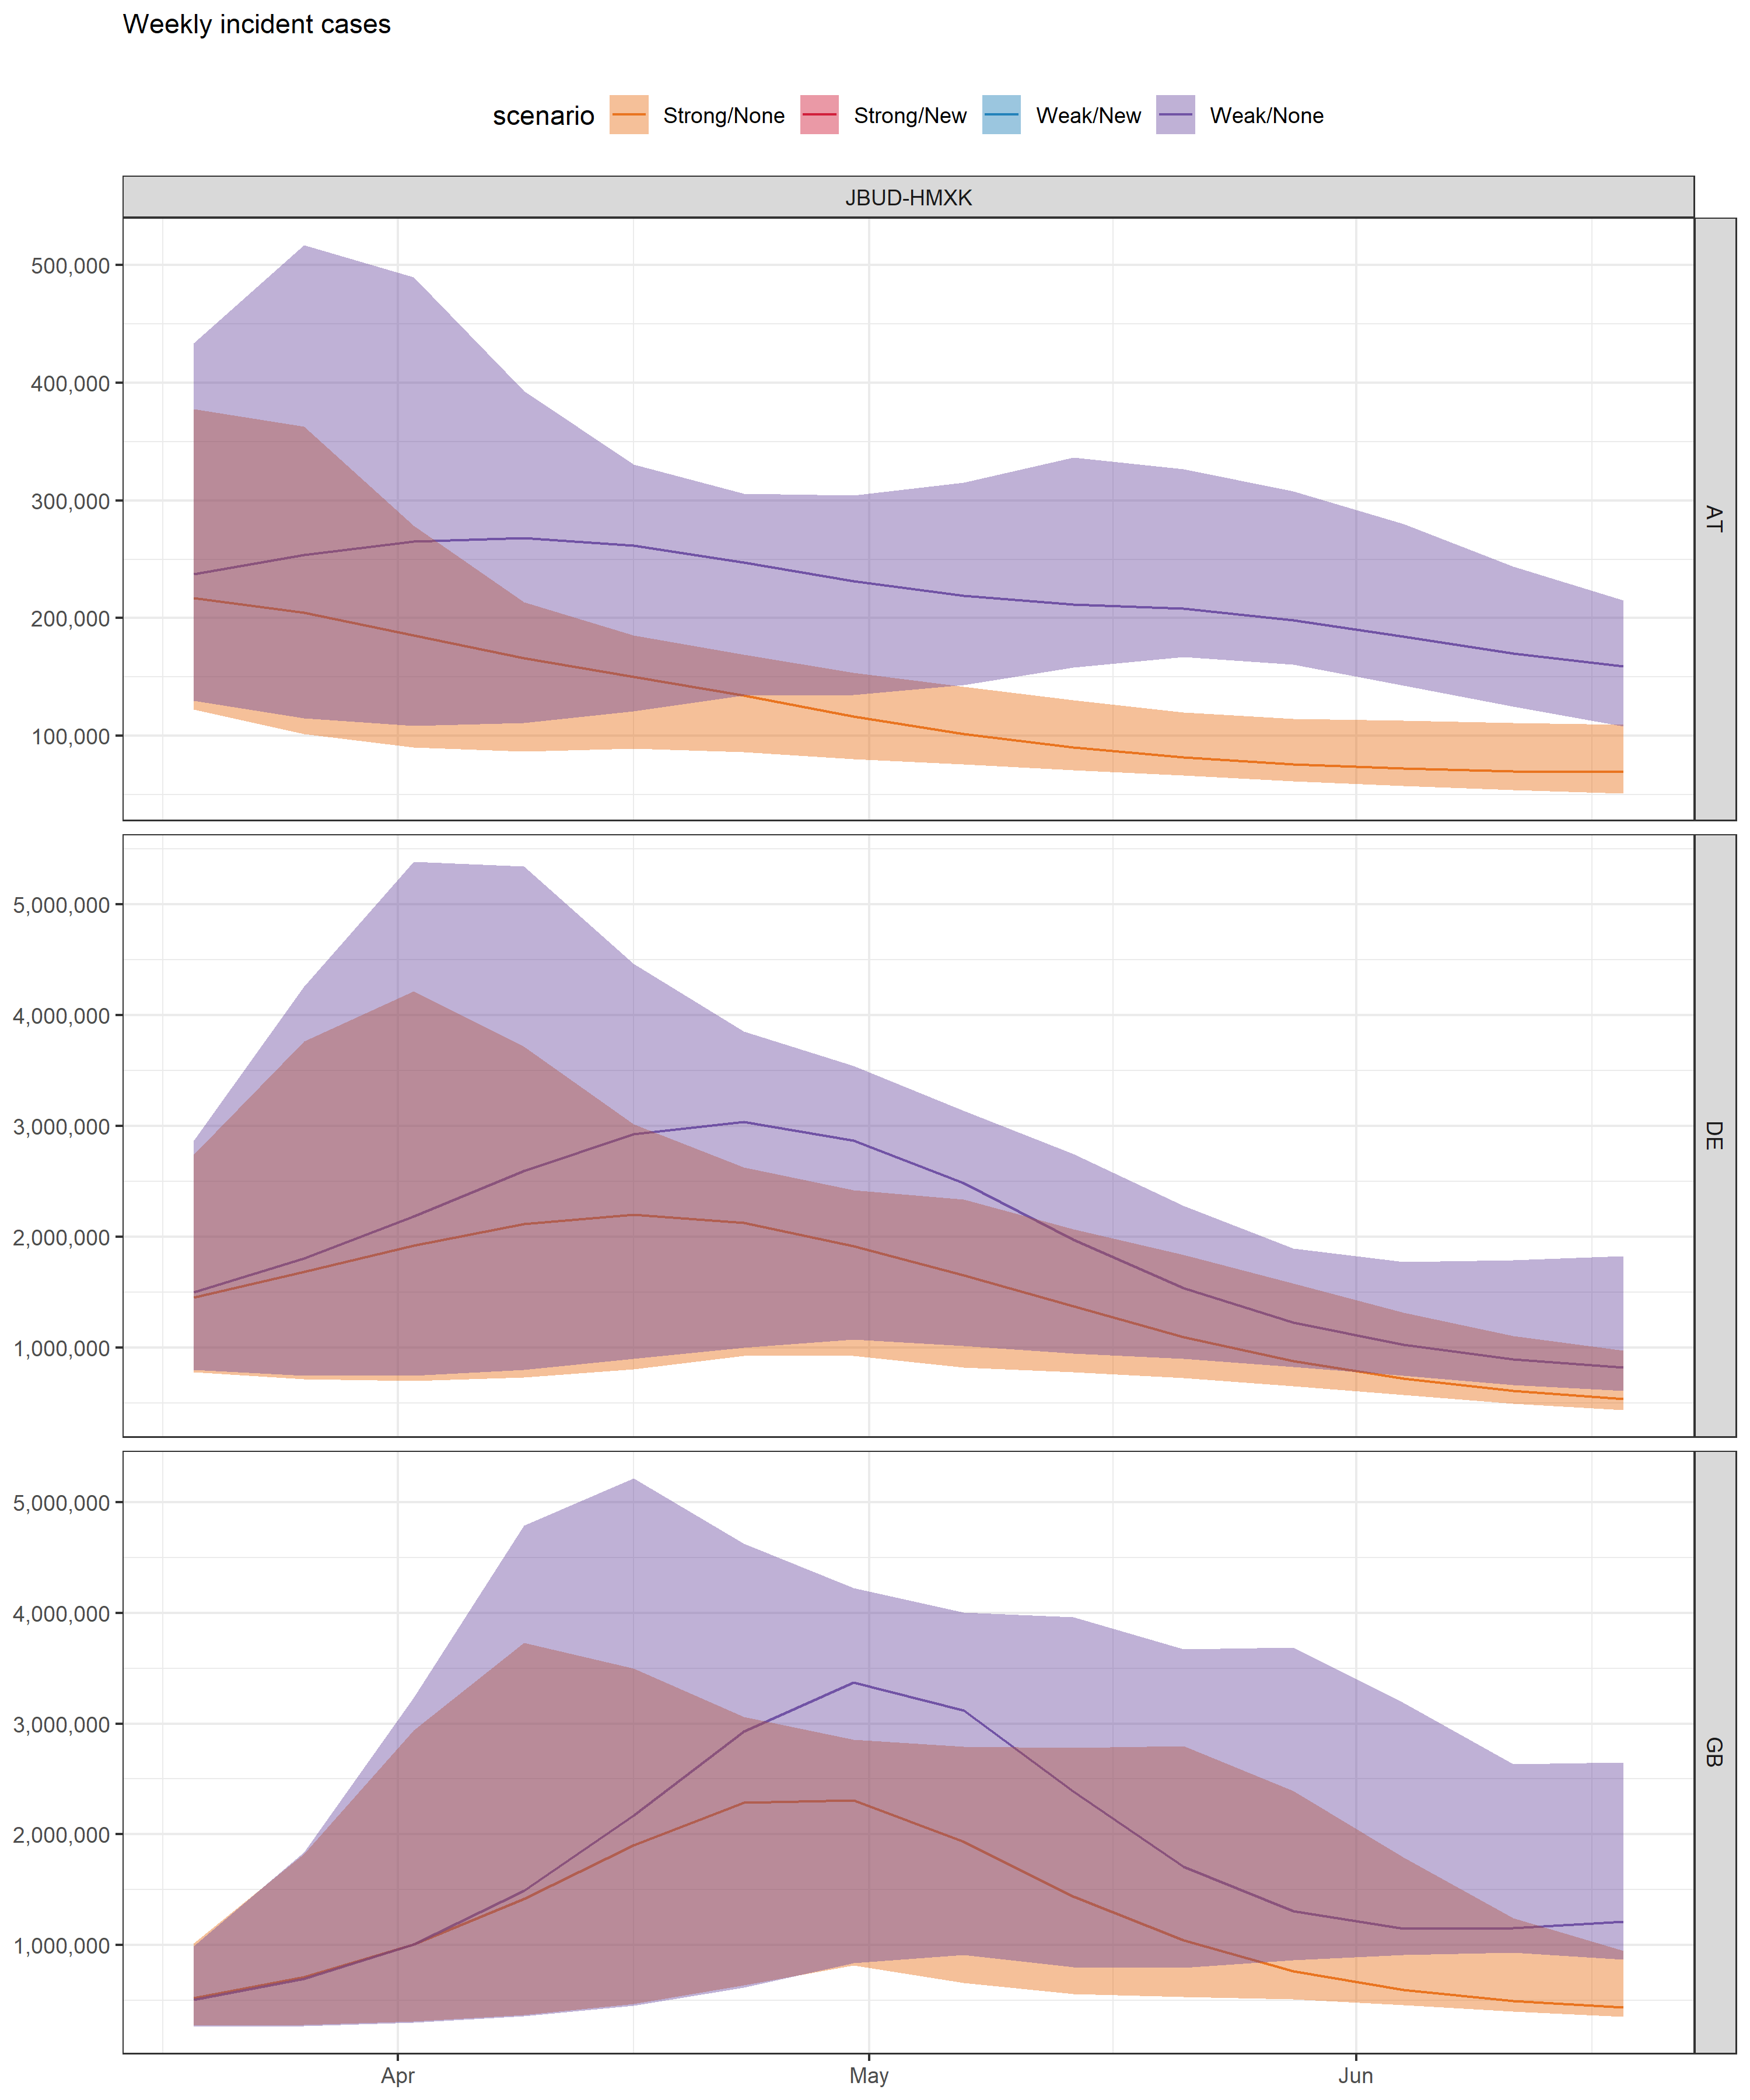 Weekly incident cases
scenario Strong/None Strong/New Weak/New Weak/None
JBUD-HMXK
500,000
400,000
300,000
200,000
100,000
AT
5,000,000
4,000,000
3,000,000
2,000,000
1,000,000
DE
5,000,000
4,000,000
3,000,000
2,000,000
1,000,000
GB
Apr May Jun